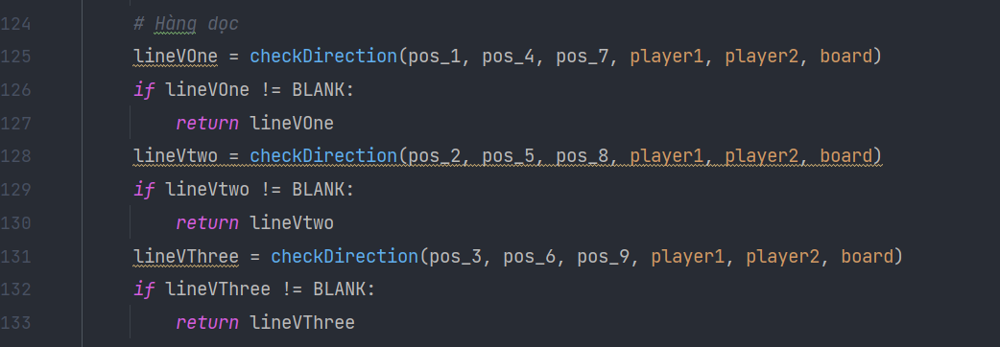 124 # Hàng dọc
125 lineVOne = checkDirection(pos_1, pos_4, pos_7, player1, player2, board)
126 if lineVOne != BLANK:
127 return lineVOne
128 lineVtwo = checkDirection(pos_2, pos_5, pos_8, player1, player2, board)
129 if lineVtwo != BLANK:
130 return lineVtwo
131 lineVThree = checkDirection(pos_3, pos_6, pos_9, player1, player2, board)
132 if lineVThree != BLANK:
133 return lineVThree